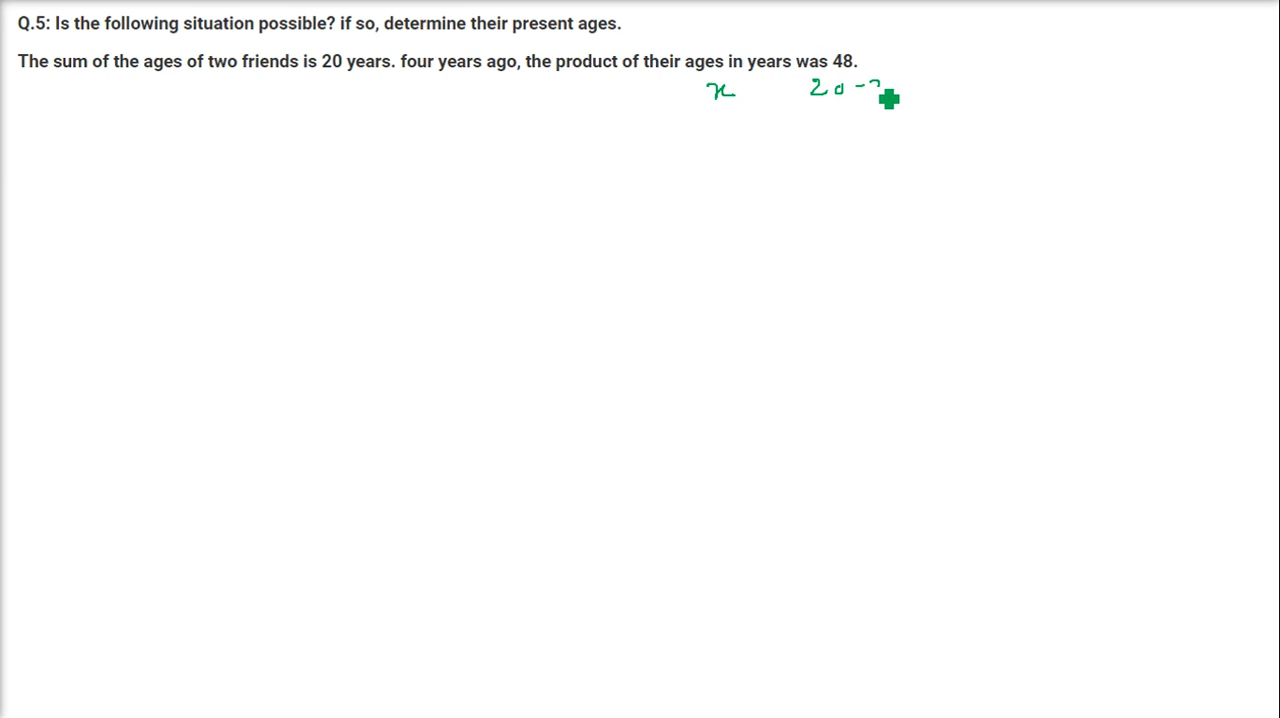 Q.5: Is the following situation possible? if so, determine their present ages.
The sum of the ages of two friends is 20 years. four years ago, the product of their ages in years was 48.
x 20 -